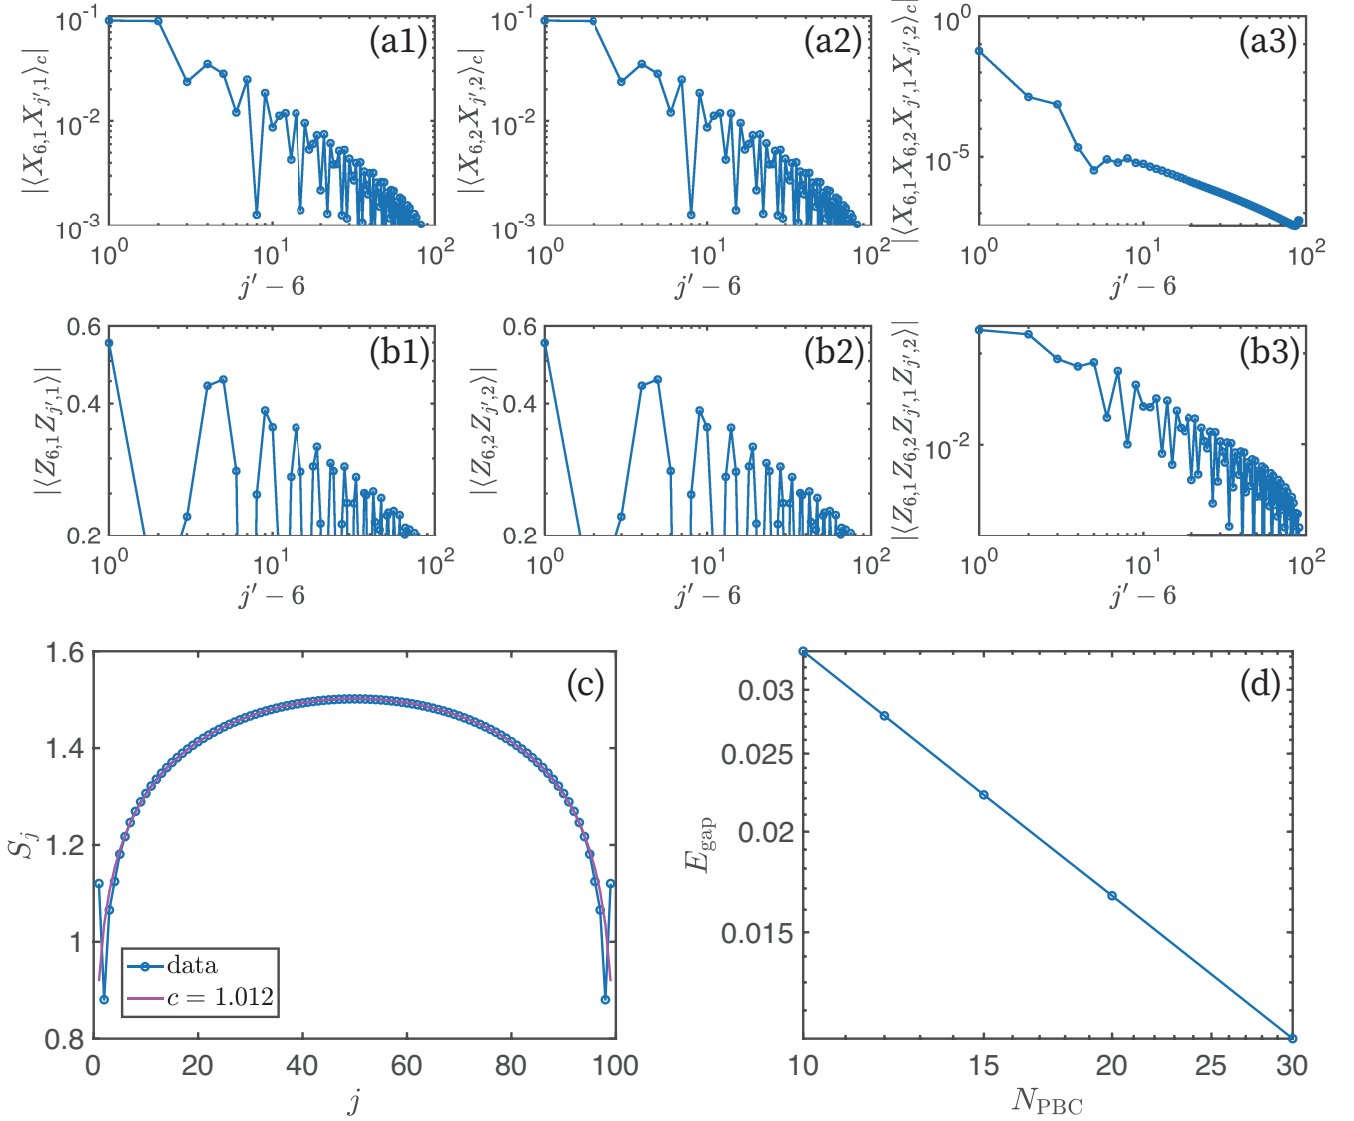 (a1)
|⟨X_{6,1}X_{j′,1}⟩_c|
10^{-1}
10^{-2}
10^{-3}
10^0 10^1 10^2
j′ − 6
(a2)
|⟨X_{6,2}X_{j′,2}⟩_c|
10^{-1}
10^{-2}
10^{-3}
10^0 10^1 10^2
j′ − 6
(a3)
|⟨X_{6,1}X_{6,2}X_{j′,1}X_{j′,2}⟩_c|
10^0
10^{-5}
10^0 10^1 10^2
j′ − 6
(b1)
|⟨Z_{6,1}Z_{j′,1}⟩|
0.6
0.4
0.2
10^0 10^1 10^2
j′ − 6
(b2)
|⟨Z_{6,2}Z_{j′,2}⟩|
0.6
0.4
0.2
10^0 10^1 10^2
j′ − 6
(b3)
|⟨Z_{6,1}Z_{6,2}Z_{j′,1}Z_{j′,2}⟩|
10^{-2}
10^0 10^1 10^2
j′ − 6
(c)
S_j
1.6
1.4
1.2
1
0.8
data
c = 1.012
0 20 40 60 80 100
j
(d)
E_{gap}
0.03
0.025
0.02
0.015
10 15 20 25 30
N_{PBC}